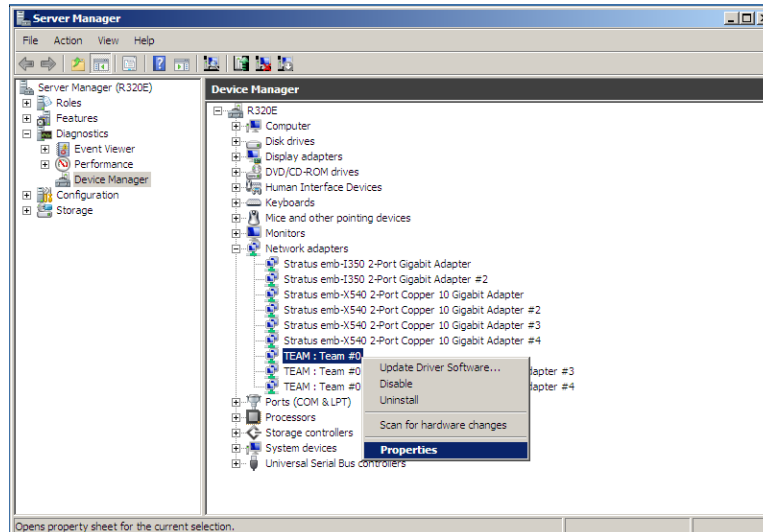 Server Manager
File Action View Help
Server Manager (R320E)
Roles
Features
Diagnostics
Event Viewer
Performance
Device Manager
Configuration
Storage
Device Manager
R320E
Computer
Disk drives
Display adapters
DVD/CD-ROM drives
Human Interface Devices
Keyboards
Mice and other pointing devices
Monitors
Network adapters
Stratus emb-I350 2-Port Gigabit Adapter
Stratus emb-I350 2-Port Gigabit Adapter #2
Stratus emb-X540 2-Port Copper 10 Gigabit Adapter
Stratus emb-X540 2-Port Copper 10 Gigabit Adapter #2
Stratus emb-X540 2-Port Copper 10 Gigabit Adapter #3
Stratus emb-X540 2-Port Copper 10 Gigabit Adapter #4
TEAM : Team #0
TEAM : Team #0 dapter #3
TEAM : Team #0 dapter #4
Ports (COM & LPT)
Processors
Storage controllers
System devices
Universal Serial Bus controllers
Update Driver Software...
Disable
Uninstall
Scan for hardware changes
Properties
Opens property sheet for the current selection.